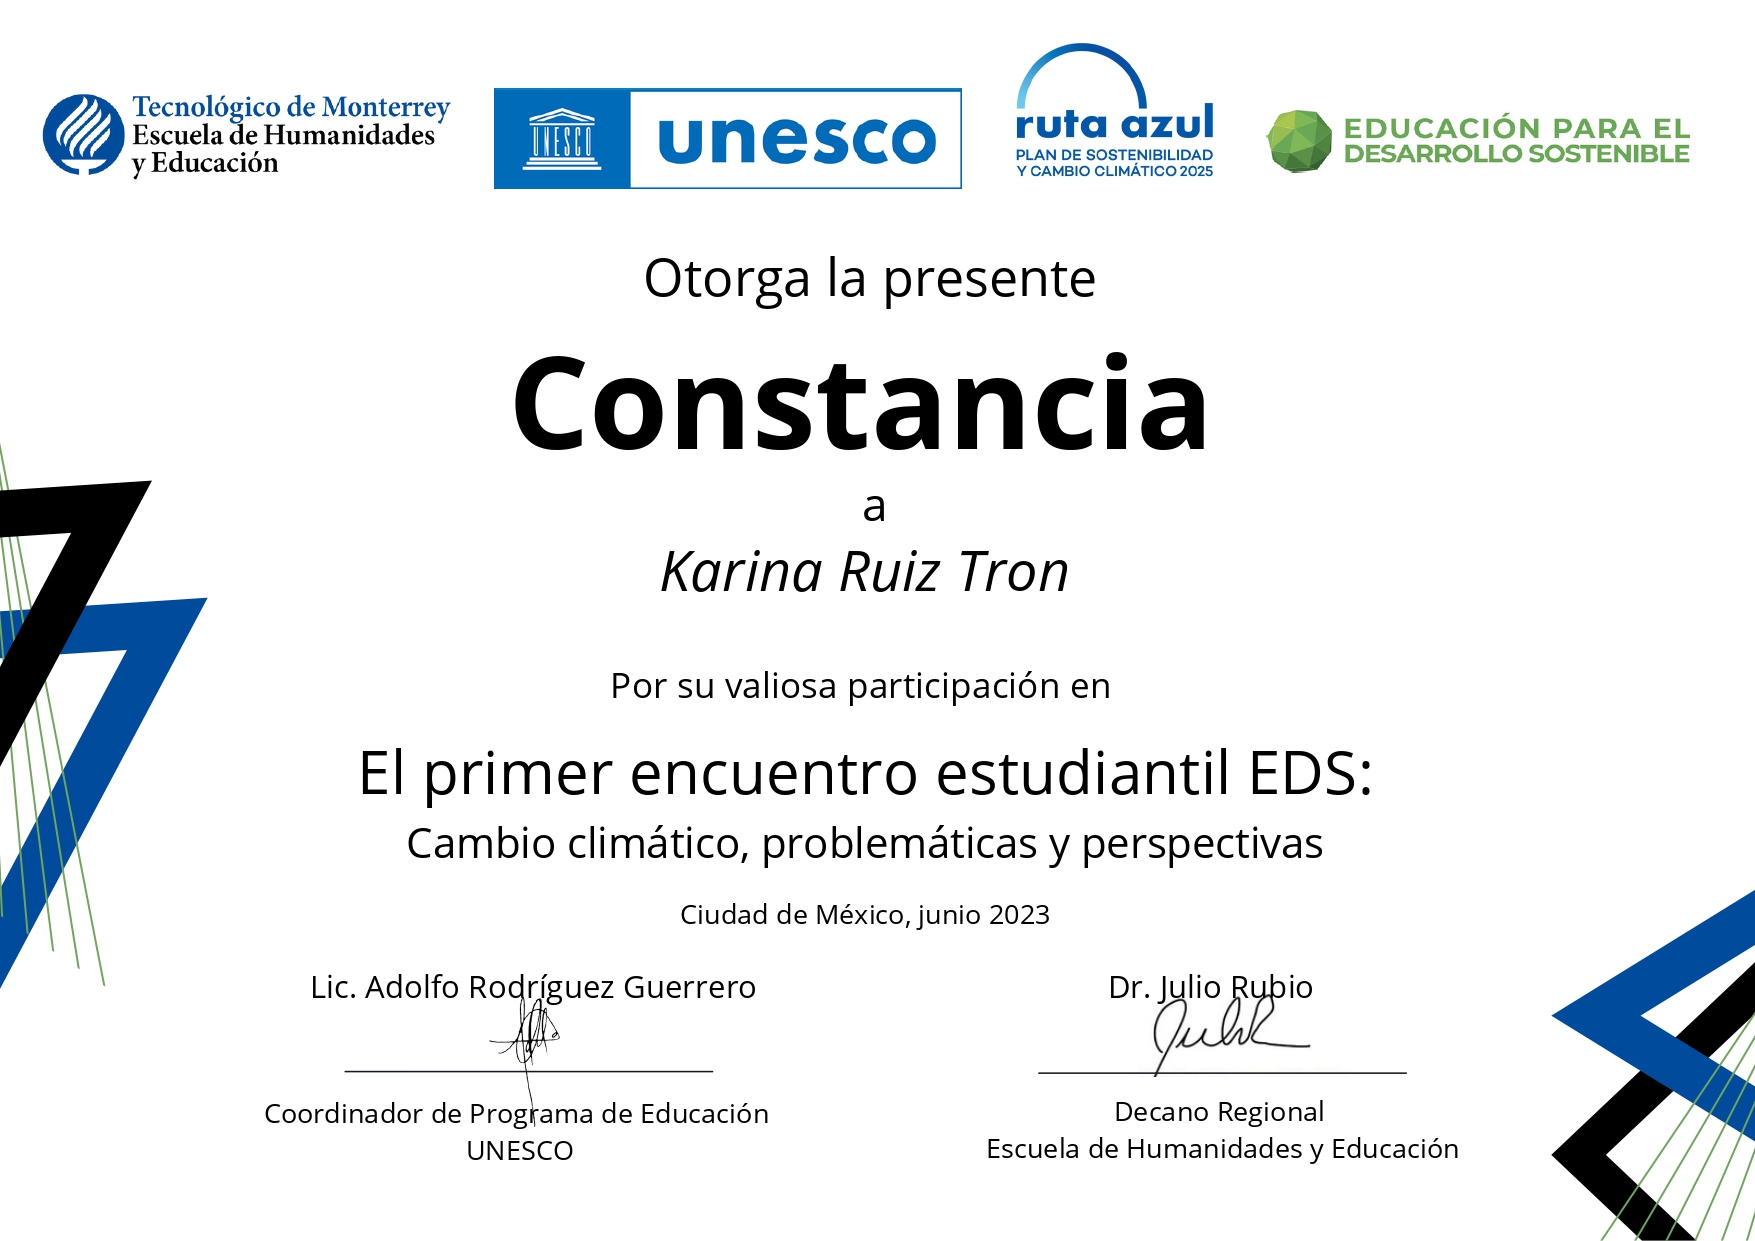 Tecnológico de Monterrey
Escuela de Humanidades
y Educación
UNESCO
unesco
ruta azul
PLAN DE SOSTENIBILIDAD
Y CAMBIO CLIMÁTICO 2025
EDUCACIÓN PARA EL
DESARROLLO SOSTENIBLE
Otorga la presente
Constancia
a
Karina Ruiz Tron
Por su valiosa participación en
El primer encuentro estudiantil EDS:
Cambio climático, problemáticas y perspectivas
Ciudad de México, junio 2023
Lic. Adolfo Rodríguez Guerrero
Coordinador de Programa de Educación
UNESCO
Dr. Julio Rubio
Decano Regional
Escuela de Humanidades y Educación